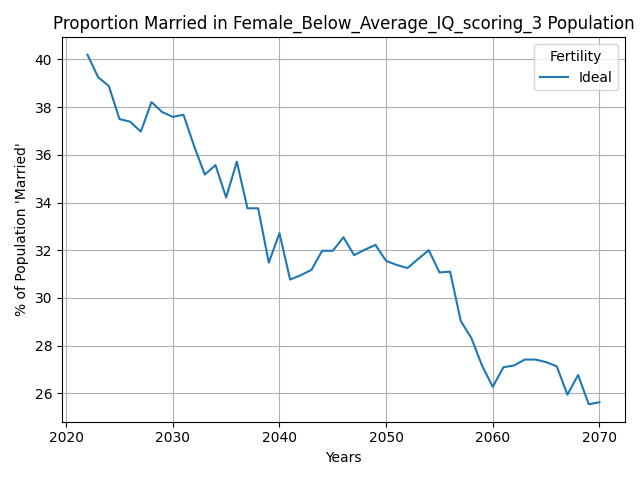 Proportion Married in Female_Below_Average_IQ_scoring_3 Population
Fertility
Ideal
% of Population 'Married'
40
38
36
34
32
30
28
26
2020 2030 2040 2050 2060 2070
Years